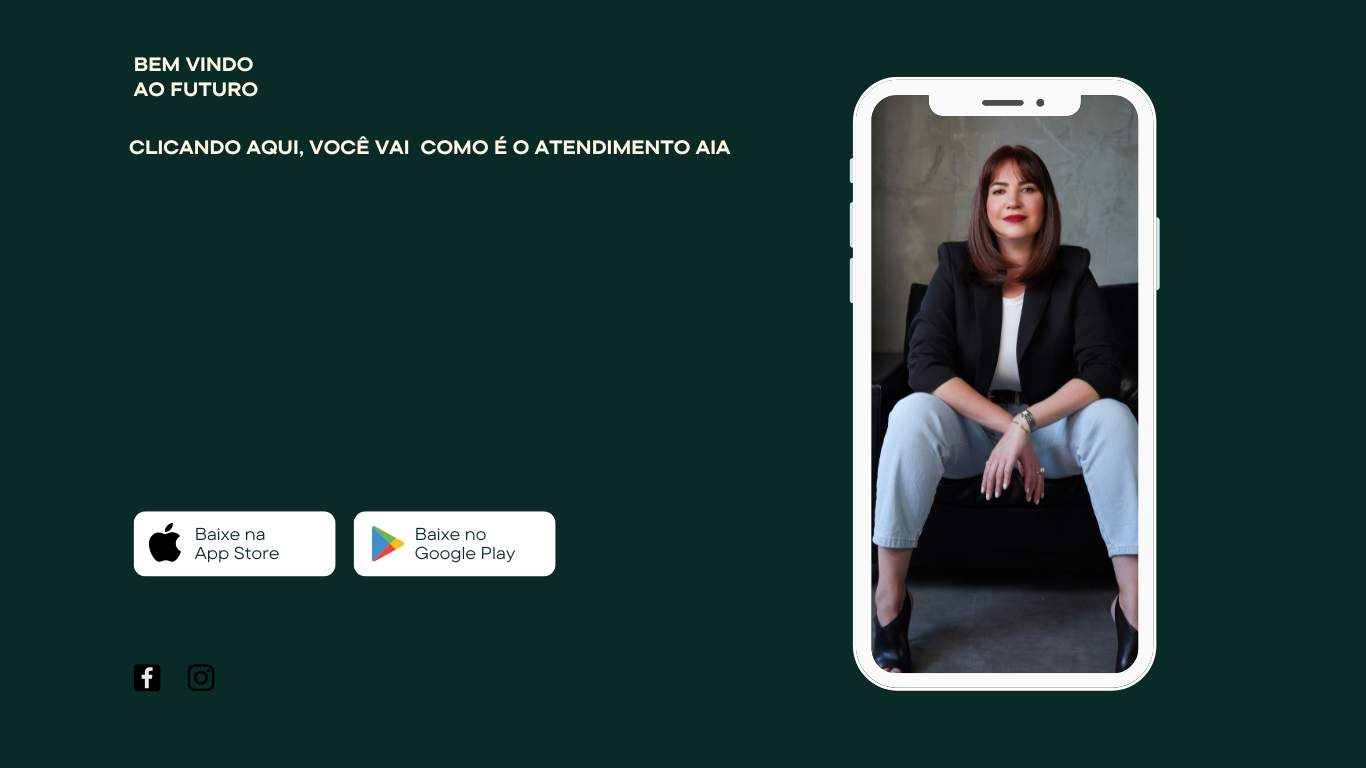 BEM VINDO
AO FUTURO
CLICANDO AQUI, VOCÊ VAI  COMO É O ATENDIMENTO AIA
Baixe na
App Store
Baixe no
Google Play